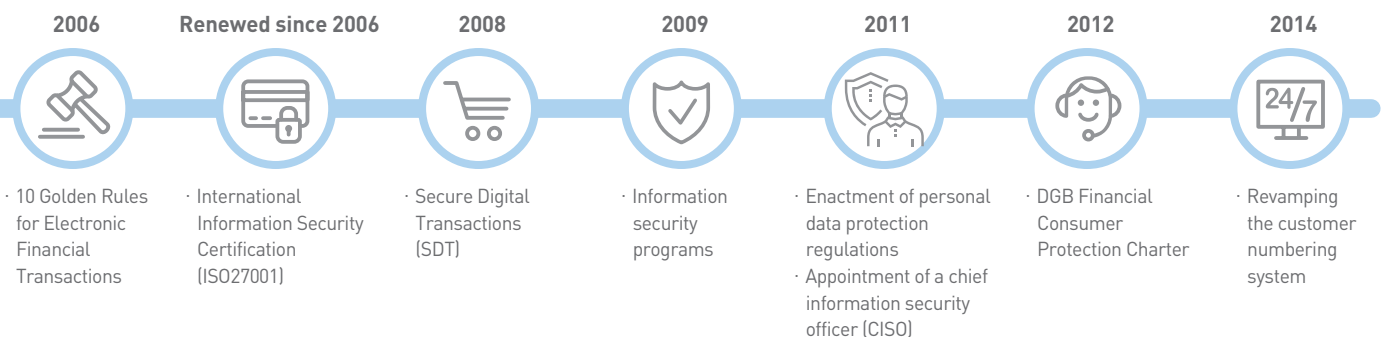 2006
· 10 Golden Rules
for Electronic
Financial
Transactions
Renewed since 2006
· International
Information Security
Certification
(ISO27001)
2008
· Secure Digital
Transactions
(SDT)
2009
· Information
security
programs
2011
· Enactment of personal
data protection
regulations
· Appointment of a chief
information security
officer (CISO)
2012
· DGB Financial
Consumer
Protection Charter
2014
24/7
· Revamping
the customer
numbering
system